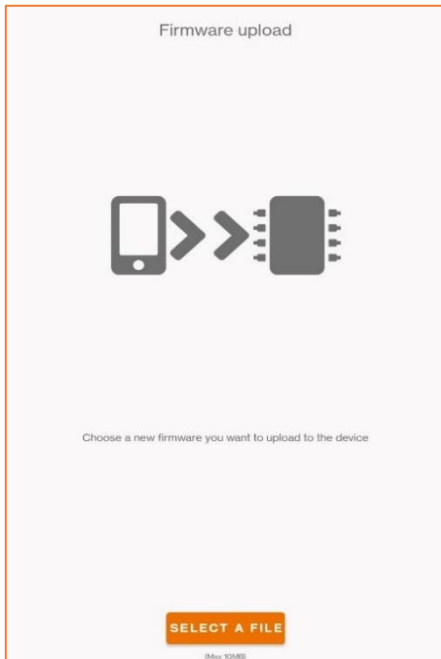 Firmware upload
Choose a new firmware you want to upload to the device
SELECT A FILE
(Max 10MB)